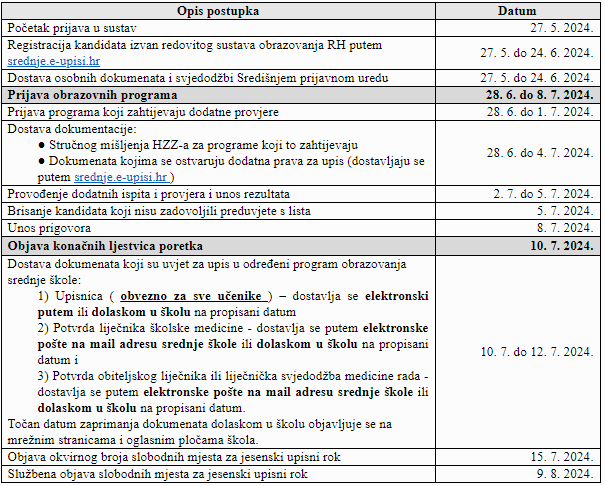 Opis postupka Datum
Početak prijava u sustav 27. 5. 2024.
Registracija kandidata izvan redovitog sustava obrazovanja RH putem
srednje.e-upisi.hr 27. 5. do 24. 6. 2024.
Dostava osobnih dokumenata i svjedodžbi Središnjem prijavnom uredu 27. 5. do 24. 6. 2024.
Prijava obrazovnih programa 28. 6. do 8. 7. 2024.
Prijava programa koji zahtijevaju dodatne provjere 28. 6. do 1. 7. 2024.
Dostava dokumentacije:
● Stručnog mišljenja HZZ-a za programe koji to zahtijevaju
● Dokumenata kojima se ostvaruju dodatna prava za upis (dostavljaju se
putem srednje.e-upisi.hr ) 28. 6. do 4. 7. 2024.
Provođenje dodatnih ispita i provjera i unos rezultata 2. 7. do 5. 7. 2024.
Brisanje kandidata koji nisu zadovoljili preduvjete s lista 5. 7. 2024.
Unos prigovora 8. 7. 2024.
Objava konačnih ljestvica poretka 10. 7. 2024.
Dostava dokumenata koji su uvjet za upis u određeni program obrazovanja
srednje škole:
1) Upisnica ( obvezno za sve učenike ) – dostavlja se elektronski
putem ili dolaskom u školu na propisani datum
2) Potvrda liječnika školske medicine - dostavlja se putem elektronske
pošte na mail adresu srednje škole ili dolaskom u školu na propisani
datum i
3) Potvrda obiteljskog liječnika ili liječnička svjedodžba medicine rada -
dostavlja se putem elektronske pošte na mail adresu srednje škole ili
dolaskom u školu na propisani datum.
Točan datum zaprimanja dokumenata dolaskom u školu objavljuje se na
mrežnim stranicama i oglasnim pločama škola. 10. 7. do 12. 7. 2024.
Objava okvirnog broja slobodnih mjesta za jesenski upisni rok 15. 7. 2024.
Službena objava slobodnih mjesta za jesenski upisni rok 9. 8. 2024.